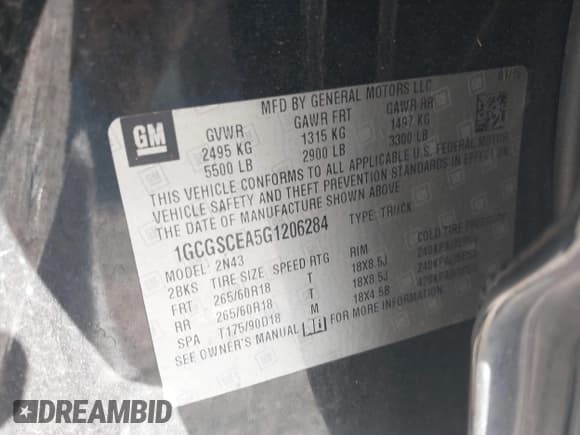 MFD BY GENERAL MOTORS LLC
GM
GVWR GAWR FRT GAWR RR
2495 KG 1315 KG 1497 KG
5500 LB 2900 LB 3300 LB
THIS VEHICLE CONFORMS TO ALL APPLICABLE U.S. FEDERAL MOTOR
VEHICLE SAFETY AND THEFT PREVENTION STANDARDS IN EFFECT ON
THE DATE OF MANUFACTURE SHOWN ABOVE.
1GCGSCEA5G1206284 TYPE: TRUCK
MODEL: 2N43
2BKS TIRE SIZE SPEED RTG RIM COLD TIRE
FRT 265/60R18 T 18X8.5J
RR 265/60R18 T 18X8.5J
SPA T175/90D18 M 18X4.5B
SEE OWNER'S MANUAL FOR MORE INFORMATION.
DREAMBID